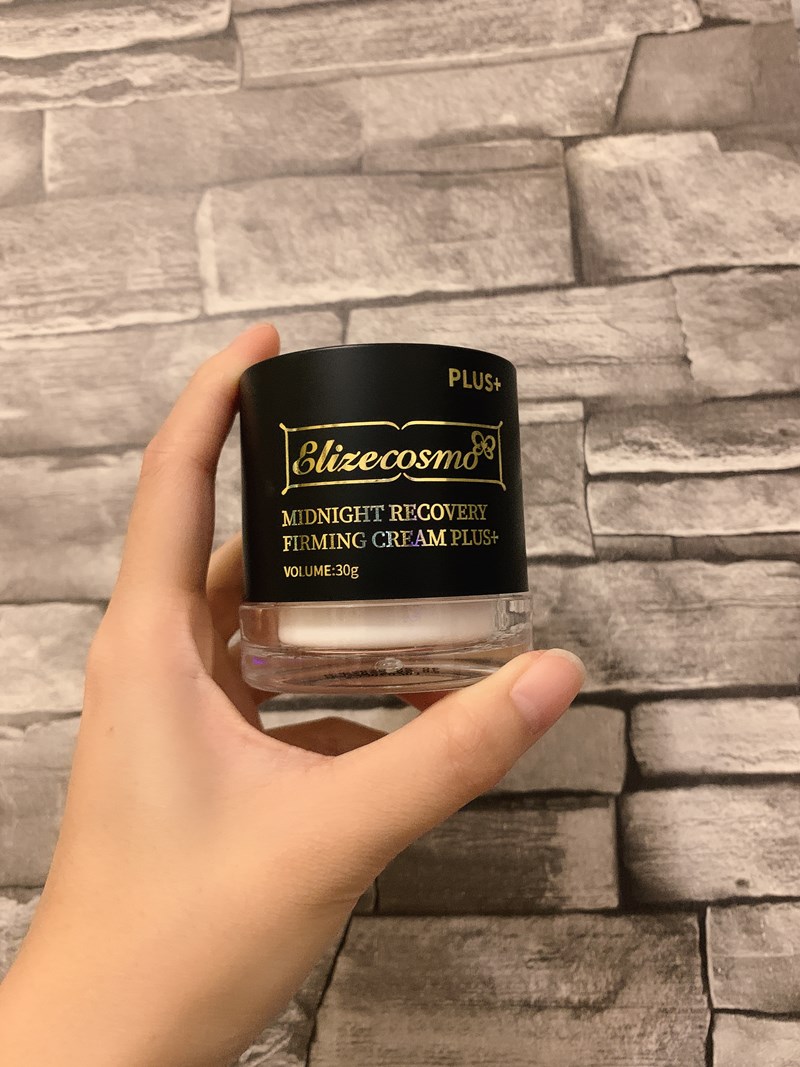 PLUS+
Elizecosmo
MIDNIGHT RECOVERY
FIRMING CREAM PLUS+
VOLUME:30g